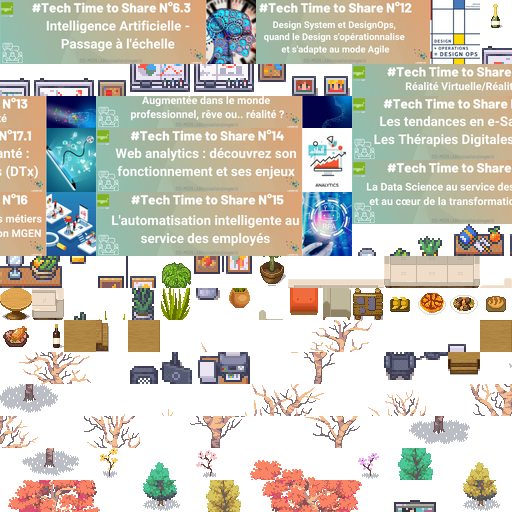 #Tech Time to Share N°6.3
Intelligence Artificielle -
Passage à l'échelle
#Tech Time to Share N°12
Design System et DesignOps,
quand le Design s'opérationnalise
et s'adapte au mode Agile
DESIGN
+ OPERATIONS
= DESIGN OPS
#Tech Time to Share
Réalité Virtuelle/Réalit
N°13
té
Augmentée dans le monde
professionnel, rêve ou.. réalité ?
#Tech Time to Share
Les tendances en e-Sa
Les Thérapies Digitales
N°17.1
anté :
s (DTx)
#Tech Time to Share N°14
Web analytics : découvrez son
fonctionnement et ses enjeux
ANALYTICS
#Tech Time to Share
La Data Science au service des
et au cœur de la transformatio
N°16
s métiers
on MGEN
#Tech Time to Share N°15
L'automatisation intelligente au
service des employés